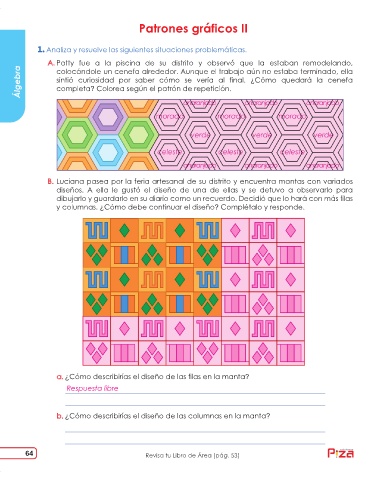 Patrones gráficos II
1. Analiza y resuelve las siguientes situaciones problemáticas.
Álgebra
A. Patty fue a la piscina de su distrito y observó que la estaban remodelando,
colocándole un cenefa alrededor. Aunque el trabajo aún no estaba terminado, ella
sintió curiosidad por saber cómo se vería al final. ¿Cómo quedará la cenefa
completa? Colorea según el patrón de repetición.
anaranjado anaranjado anaranjado
morado morado morado
verde verde verde
celeste celeste celeste
anaranjado anaranjado anaranjado
B. Luciana pasea por la feria artesanal de su distrito y encuentra mantas con variados
diseños. A ella le gustó el diseño de una de ellas y se detuvo a observarlo para
dibujarlo y guardarlo en su diario como un recuerdo. Decidió que lo hará con más filas
y columnas. ¿Cómo debe continuar el diseño? Complétalo y responde.
a. ¿Cómo describirías el diseño de las filas en la manta?
Respuesta libre
b. ¿Cómo describirías el diseño de las columnas en la manta?
64
Revisa tu Libro de Área (pág. 53)
Pizza